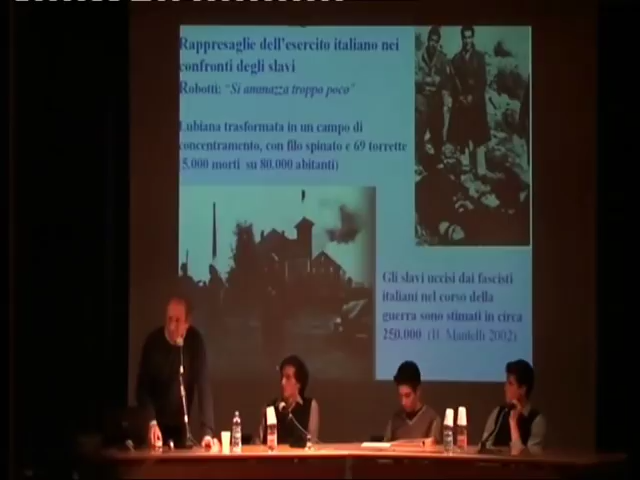 Rappresaglie dell'esercito italiano nei
confronti degli slavi
Robotti: "Si ammazza troppo poco"
Lubiana trasformata in un campo di
concentramento, con filo spinato e 69 torrette
5.000 morti su 80.000 abitanti)
Gli slavi uccisi dai fascisti
italiani nel corso della
guerra sono stimati in circa
250.000 (B. Mantelli 2002)